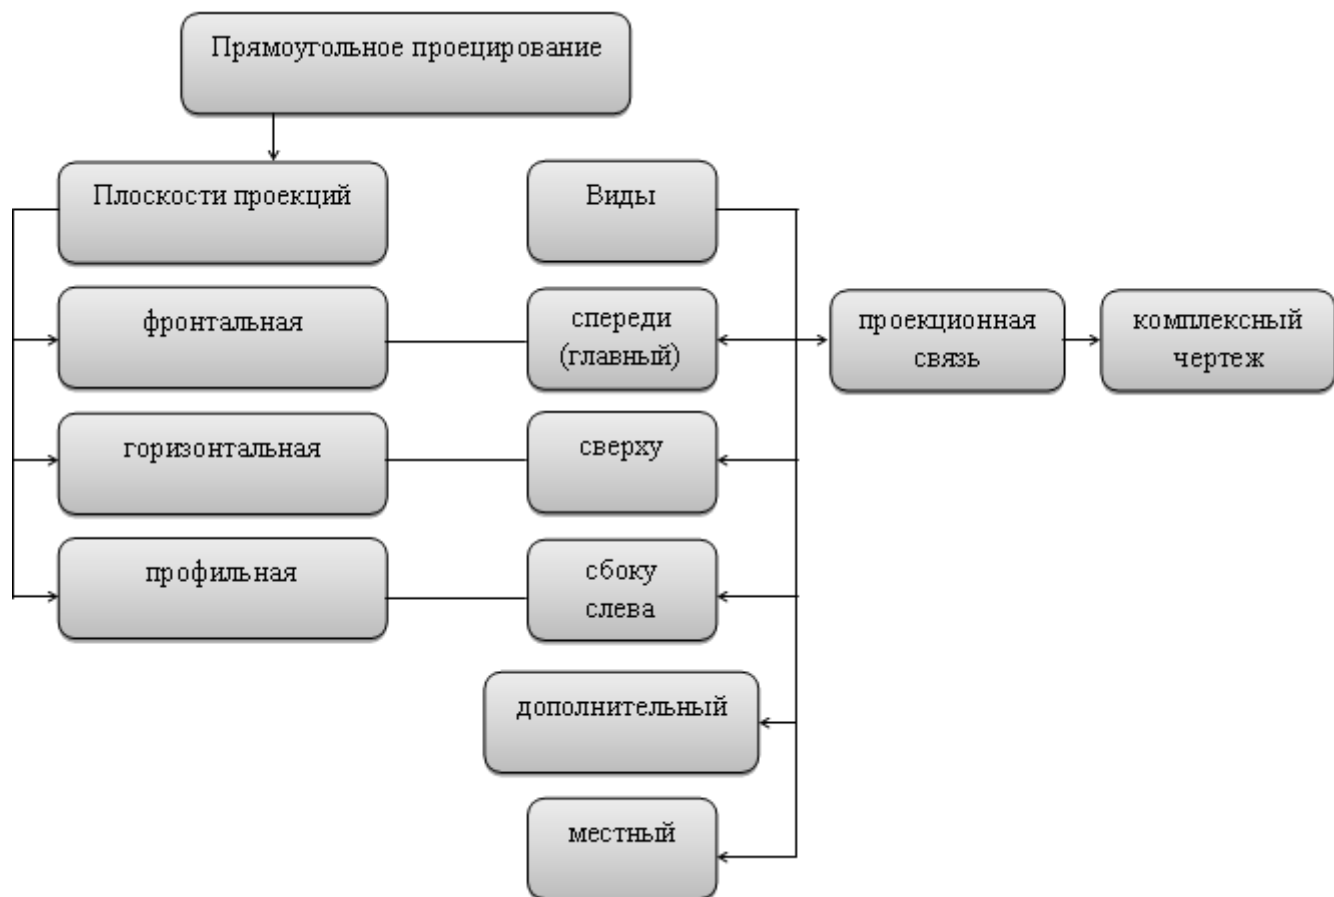 Прямоугольное проецирование
Плоскости проекций
Виды
фронтальная
спереди
(главный)
проекционная
связь
комплексный
чертеж
горизонтальная
сверху
профильная
сбоку
слева
дополнительный
местный